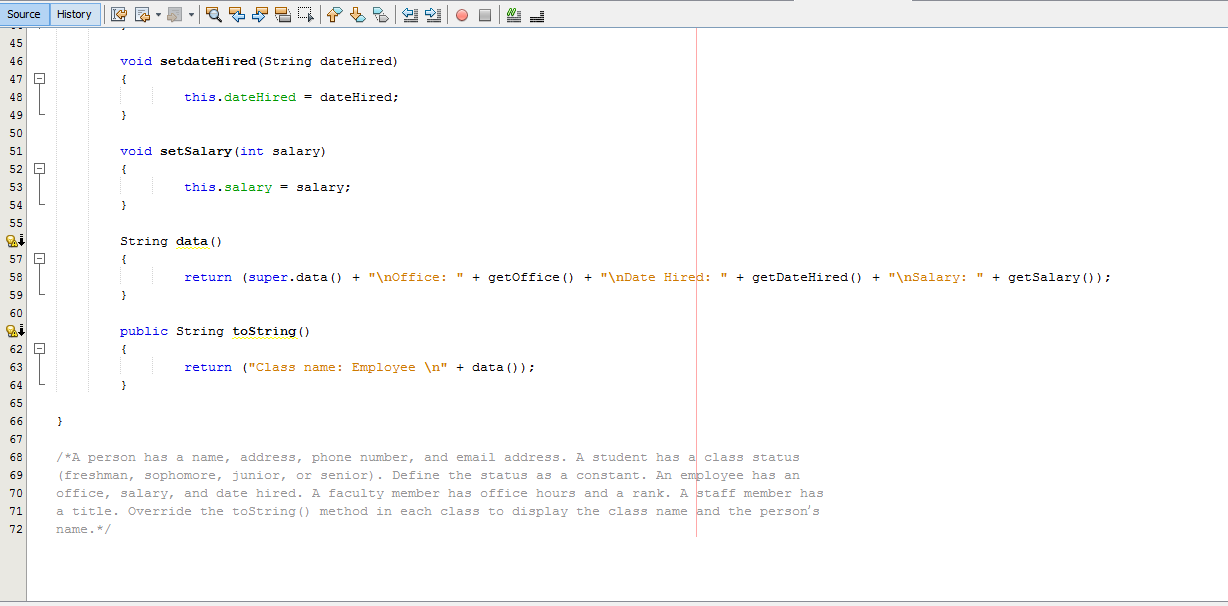 Source History
45
46 void setdateHired(String dateHired)
47 {
48 this.dateHired = dateHired;
49 }
50
51 void setSalary(int salary)
52 {
53 this.salary = salary;
54 }
55
String data()
57 {
58 return (super.data() + "\nOffice: " + getOffice() + "\nDate Hired: " + getDateHired() + "\nSalary: " + getSalary());
59 }
60
public String toString()
62 {
63 return ("Class name: Employee \n" + data());
64 }
65
66 }
67
68 /*A person has a name, address, phone number, and email address. A student has a class status
69 (freshman, sophomore, junior, or senior). Define the status as a constant. An employee has an
70 office, salary, and date hired. A faculty member has office hours and a rank. A staff member has
71 a title. Override the toString() method in each class to display the class name and the person's
72 name.*/